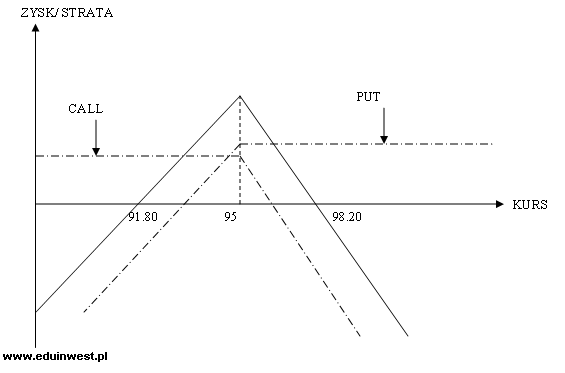 ZYSK/STRATA
CALL
PUT
KURS
91.80
95
98.20
www.eduinwest.pl